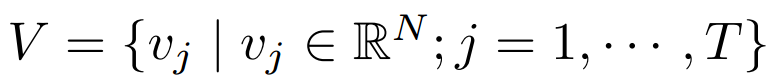 V = {v_j | v_j ∈ ℝ^N; j = 1, ⋯ , T}